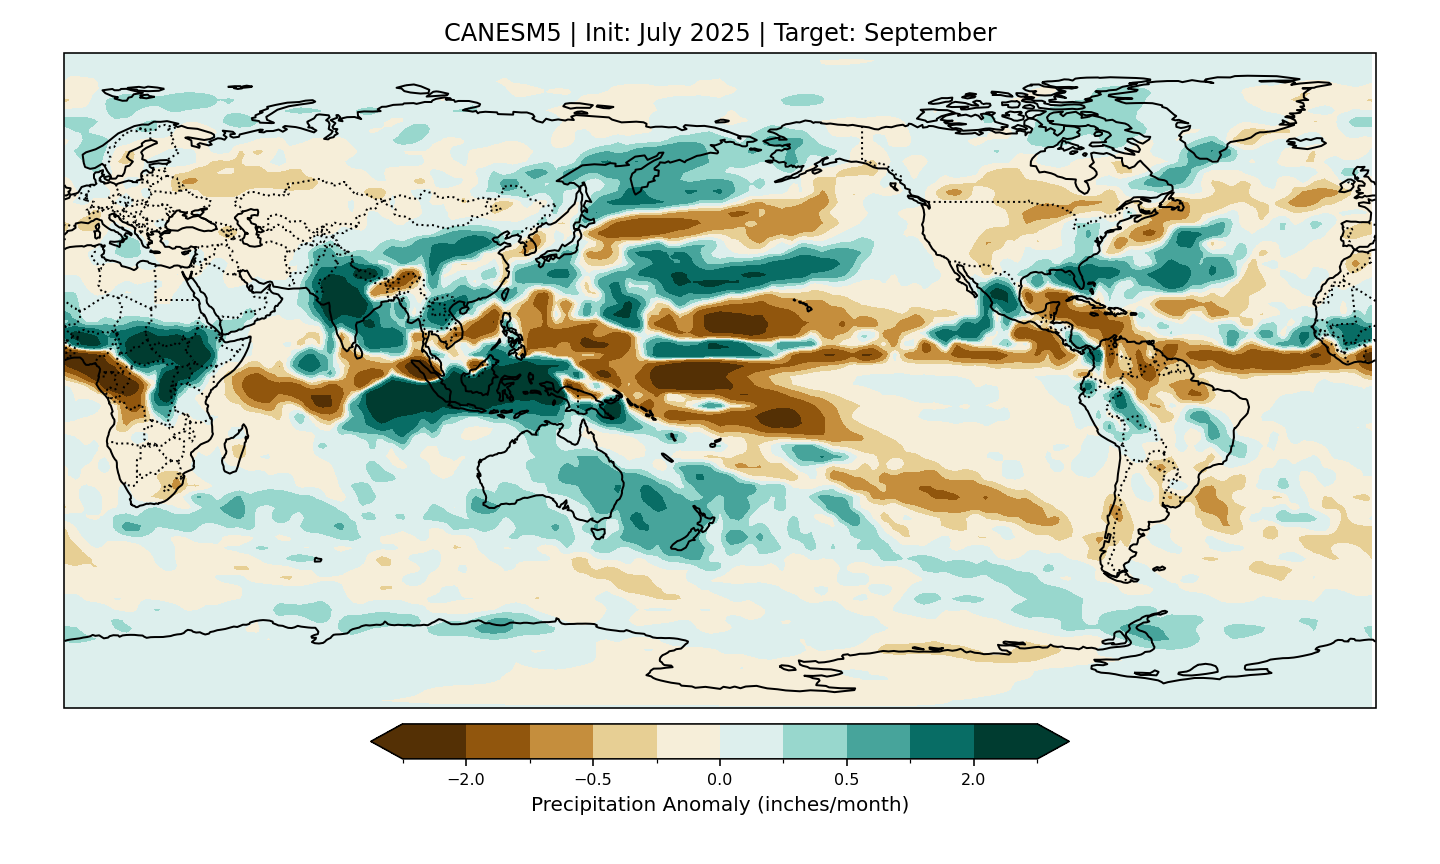 CANESM5 | Init: July 2025 | Target: September
−2.0 −0.5 0.0 0.5 2.0
Precipitation Anomaly (inches/month)